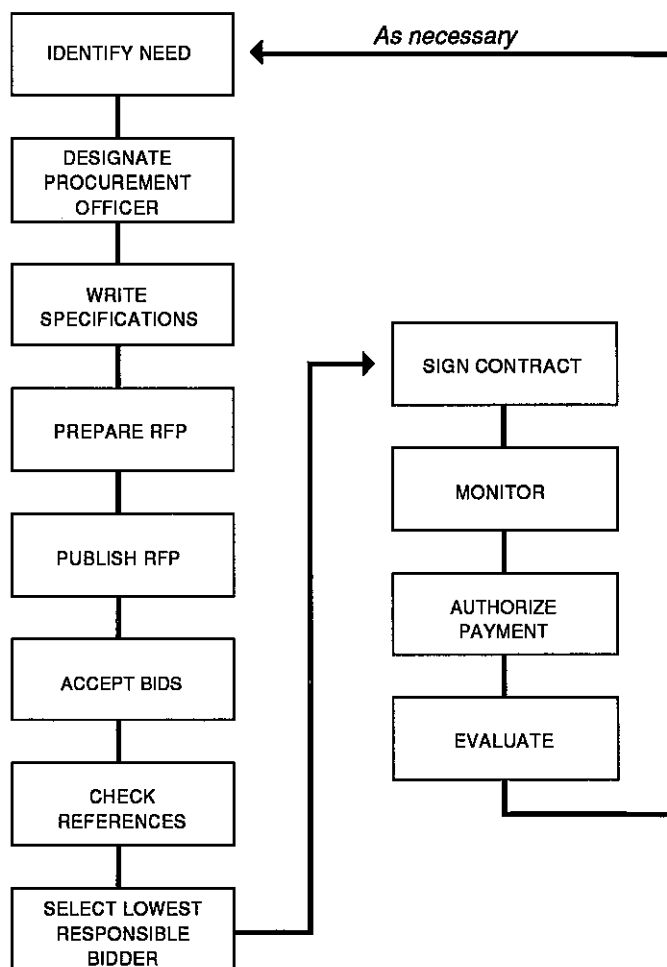 IDENTIFY NEED
As necessary
DESIGNATE
PROCUREMENT
OFFICER
WRITE
SPECIFICATIONS
PREPARE RFP
PUBLISH RFP
ACCEPT BIDS
CHECK
REFERENCES
SELECT LOWEST
RESPONSIBLE
BIDDER
SIGN CONTRACT
MONITOR
AUTHORIZE
PAYMENT
EVALUATE